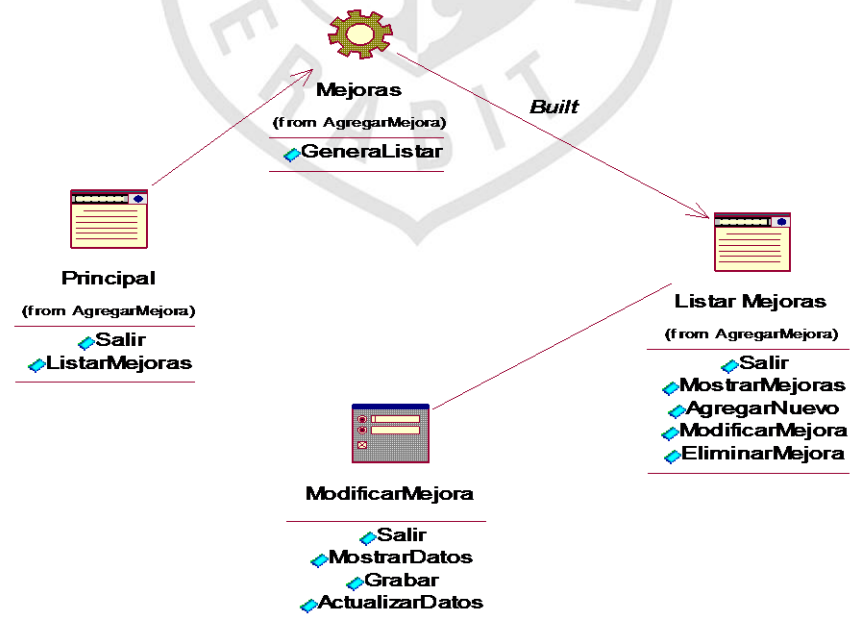 ERABIT
Mejoras
(from AgregarMejora)
GeneraListar
Built
Principal
(from AgregarMejora)
Salir
ListarMejoras
Listar Mejoras
(from AgregarMejora)
Salir
MostrarMejoras
AgregarNuevo
ModificarMejora
EliminarMejora
ModificarMejora
Salir
MostrarDatos
Grabar
ActualizarDatos